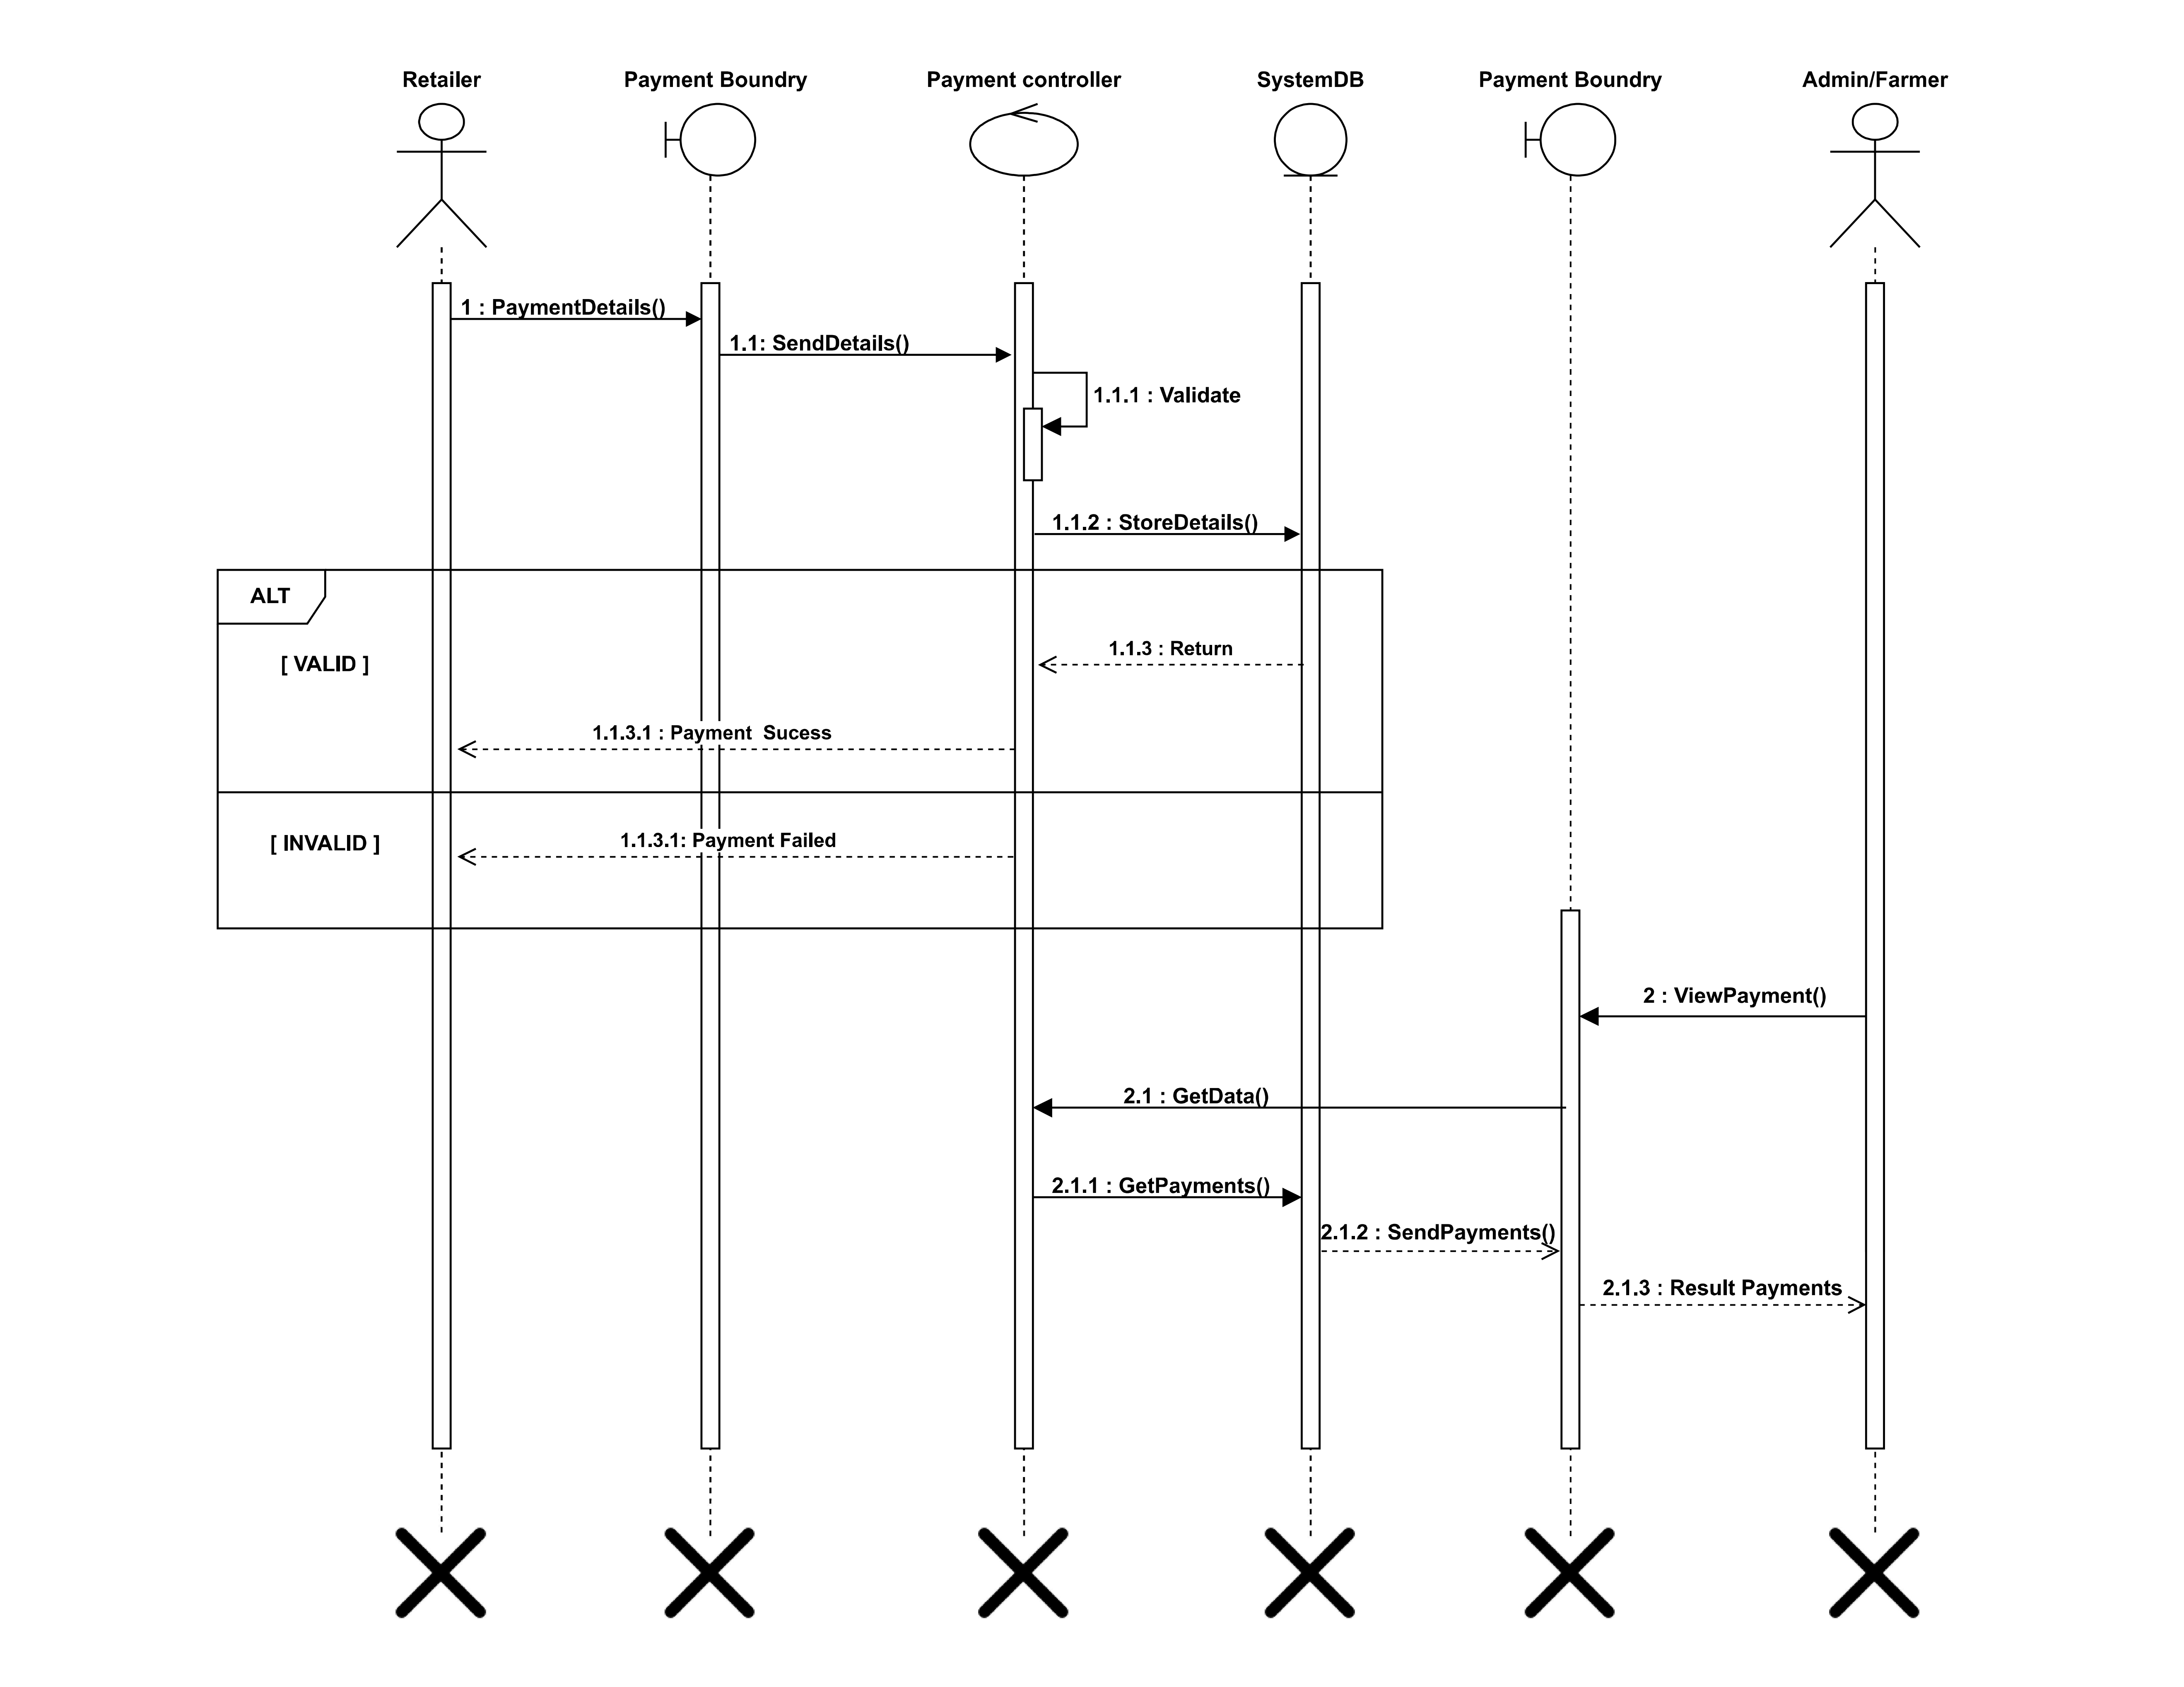 Retailer
Payment Boundry
Payment controller
SystemDB
Payment Boundry
Admin/Farmer
1 : PaymentDetails()
1.1: SendDetails()
1.1.1 : Validate
1.1.2 : StoreDetails()
ALT
[ VALID ]
1.1.3 : Return
1.1.3.1 : Payment  Sucess
[ INVALID ]
1.1.3.1: Payment Failed
2 : ViewPayment()
2.1 : GetData()
2.1.1 : GetPayments()
2.1.2 : SendPayments()
2.1.3 : Result Payments